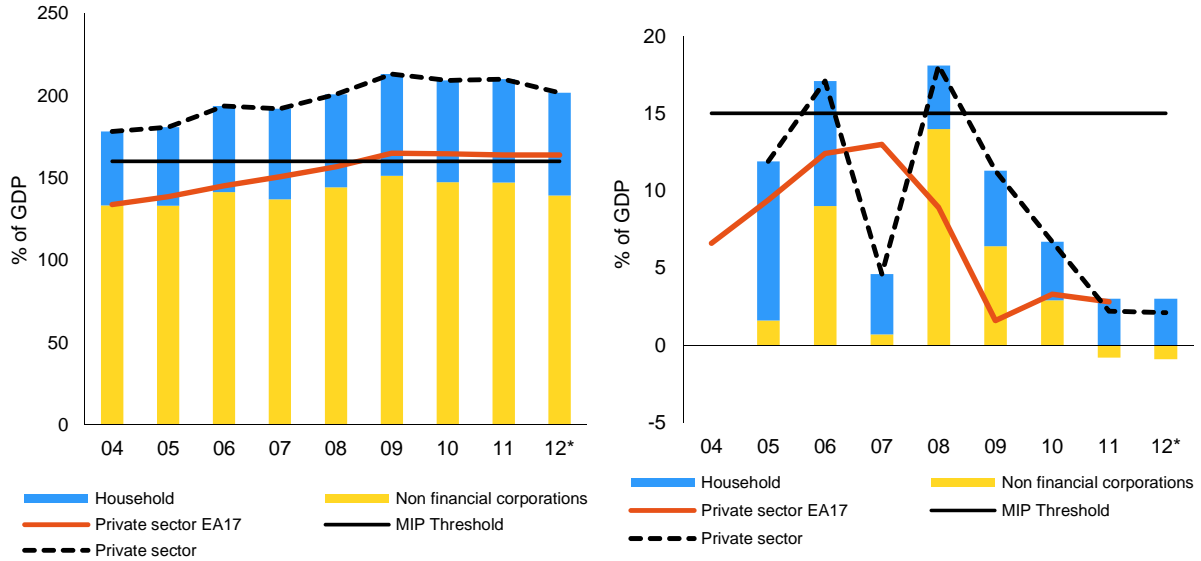 250
200
150
100
50
0
% of GDP
04 05 06 07 08 09 10 11 12*
Household
Non financial corporations
Private sector EA17
MIP Threshold
Private sector
20
15
10
5
0
-5
% of GDP
04 05 06 07 08 09 10 11 12*
Household
Non financial corporations
Private sector EA17
MIP Threshold
Private sector